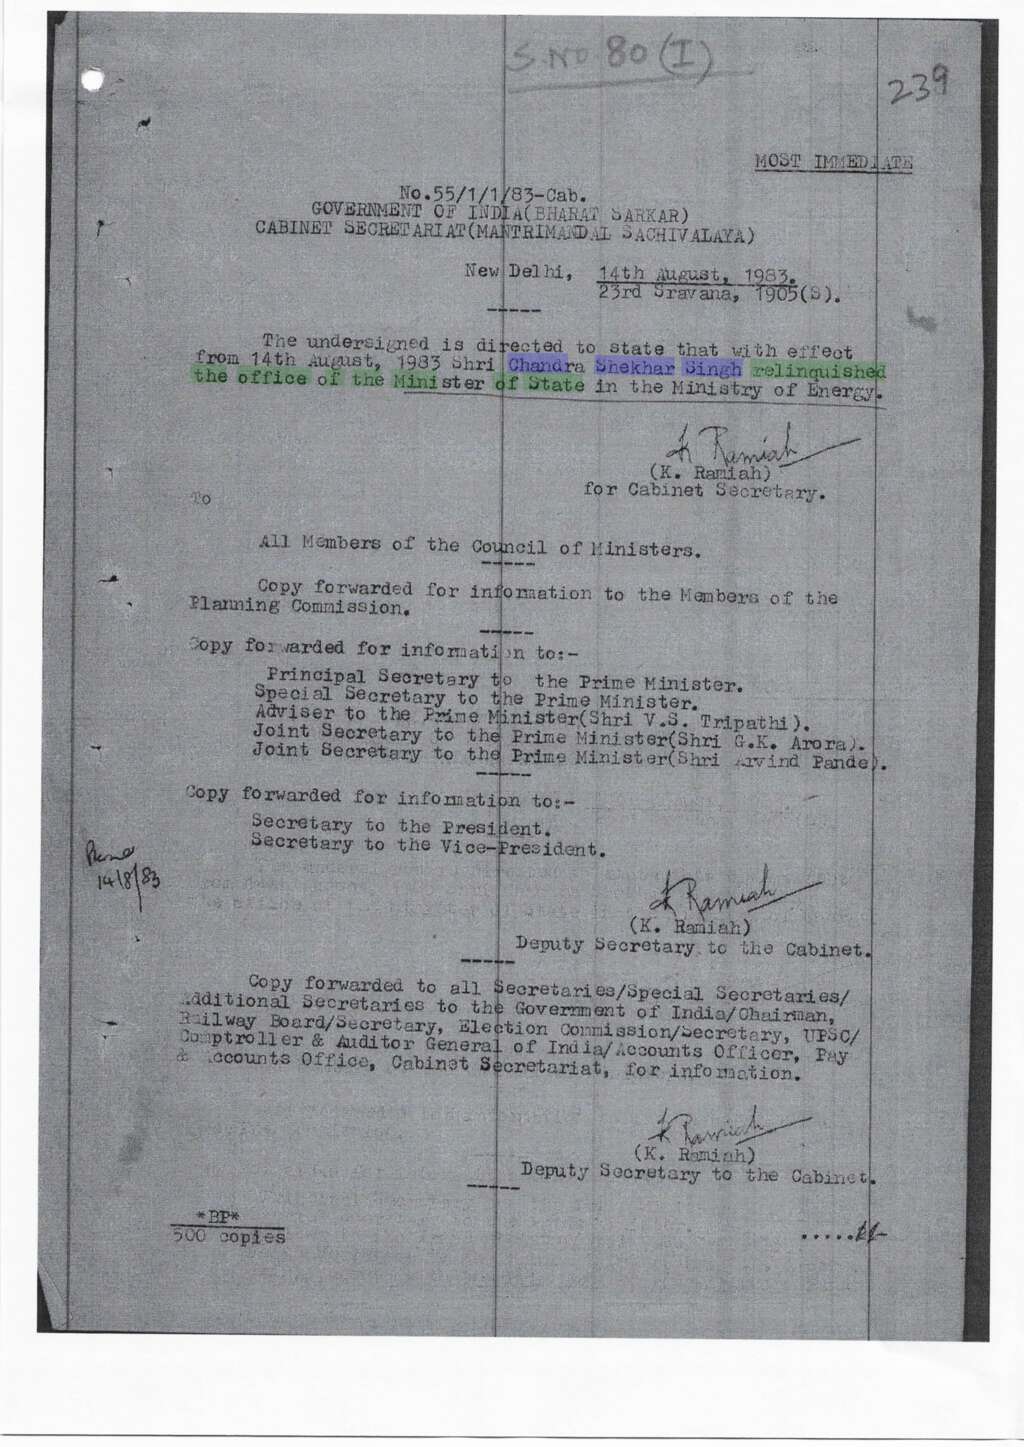 S.NO 80(I)
239
MOST IMMEDIATE
No.55/1/1/83-Cab.
GOVERNMENT OF INDIA(BHARAT SARKAR)
CABINET SECRETARIAT(MANTRIMANDAL SACHIVALAYA)
New Delhi, 14th August, 1983.
23rd Sravana, 1905(S).
The undersigned is directed to state that with effect
from 14th August, 1983 Shri Chandra Shekhar Singh relinquished
the office of the Minister of State in the Ministry of Energy.
K Ramiah
(K. Ramiah)
for Cabinet Secretary.
To
All Members of the Council of Ministers.
Copy forwarded for information to the Members of the
Planning Commission.
Copy forwarded for information to:-
Principal Secretary to the Prime Minister.
Special Secretary to the Prime Minister.
Adviser to the Prime Minister(Shri V.S. Tripathi).
Joint Secretary to the Prime Minister(Shri G.K. Arora).
Joint Secretary to the Prime Minister(Shri Arvind Pande).
Copy forwarded for information to:-
Secretary to the President.
Secretary to the Vice-President.
14/8/83
K Ramiah
(K. Ramiah)
Deputy Secretary to the Cabinet.
Copy forwarded to all Secretaries/Special Secretaries/
Additional Secretaries to the Government of India/Chairman,
Railway Board/Secretary, Election Commission/Secretary, UPSC/
Comptroller & Auditor General of India/Accounts Officer, Pay
& Accounts Office, Cabinet Secretariat, for information.
K Ramiah
(K. Ramiah)
Deputy Secretary to the Cabinet.
*BP*
500 copies